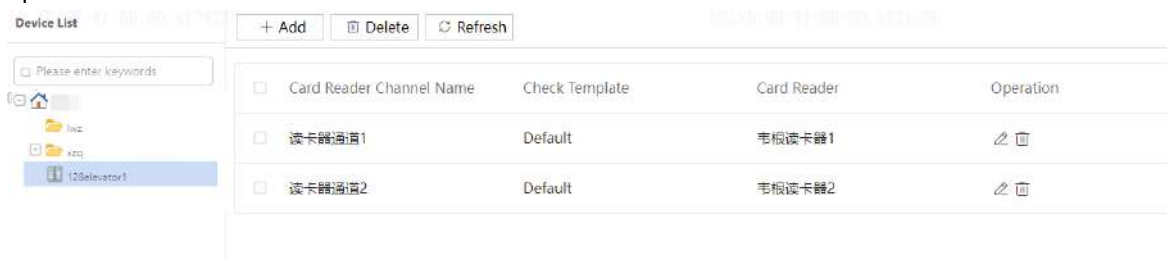 Device List
Add Delete Refresh
Please enter keywords
Card Reader Channel Name Check Template Card Reader Operation
lwz
读卡器通道1 Default 韦根读卡器1
xzq
128elevator1
读卡器通道2 Default 韦根读卡器2